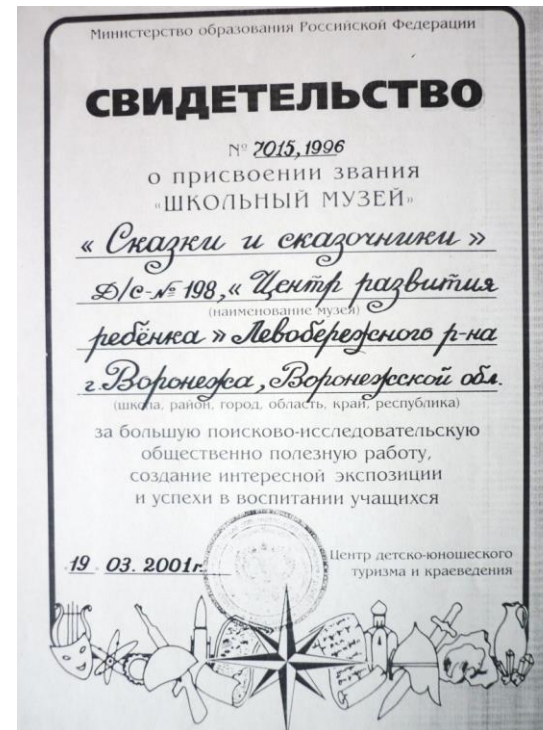 Министерство образования Российской Федерации
СВИДЕТЕЛЬСТВО
№ 7015, 1996
о присвоении звания
«ШКОЛЬНЫЙ МУЗЕЙ»
« Сказки и сказочники »
Д/с-№ 198, « Центр развития
(наименование музея)
ребёнка » Левобережного р-на
г. Воронежа, Воронежской обл.
(школа, район, город, область, край, республика)
за большую поисково-исследовательскую
общественно полезную работу,
создание интересной экспозиции
и успехи в воспитании учащихся
19 03. 2001г.
Центр детско-юношеского
туризма и краеведения